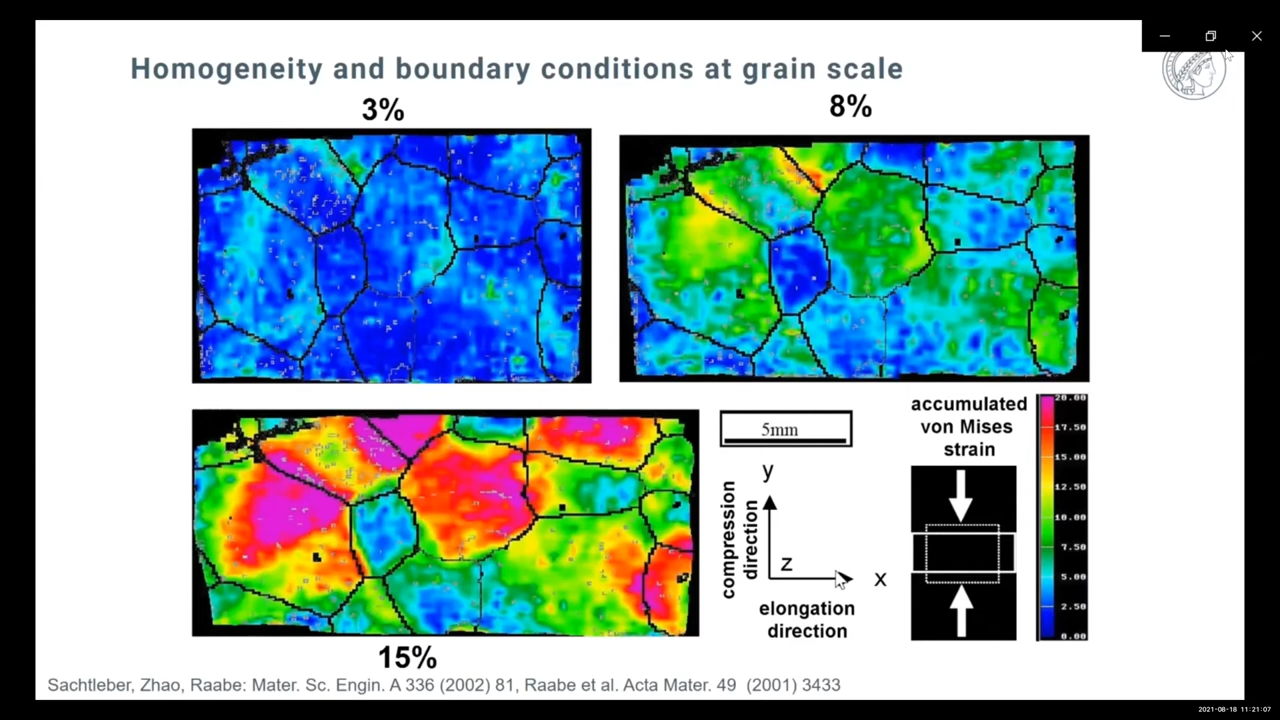 Homogeneity and boundary conditions at grain scale
3%
8%
15%
5mm
y
z
x
compression
direction
elongation
direction
accumulated
von Mises
strain
20.00
17.50
15.00
12.50
10.00
7.50
5.00
2.50
0.00
Sachtleber, Zhao, Raabe: Mater. Sc. Engin. A 336 (2002) 81, Raabe et al. Acta Mater. 49 (2001) 3433
2021-08-18 11:21:07